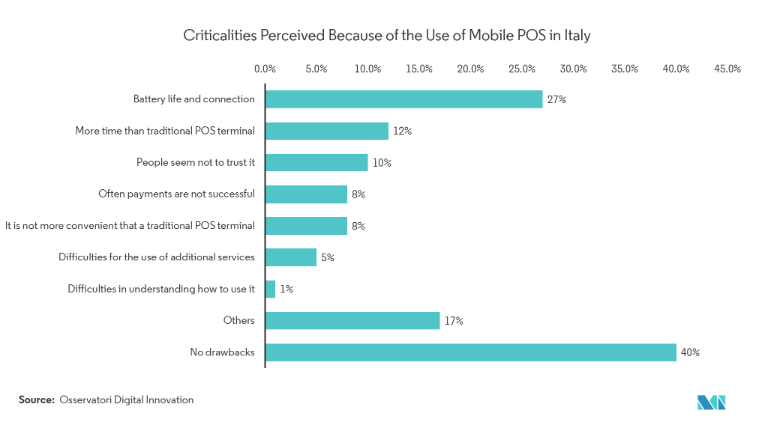 Criticalities Perceived Because of the Use of Mobile POS in Italy
0.0% 5.0% 10.0% 15.0% 20.0% 25.0% 30.0% 35.0% 40.0% 45.0%
Battery life and connection 27%
More time than traditional POS terminal 12%
People seem not to trust it 10%
Often payments are not successful 8%
It is not more convenient that a traditional POS terminal 8%
Difficulties for the use of additional services 5%
Difficulties in understanding how to use it 1%
Others 17%
No drawbacks 40%
Source: Osservatori Digital Innovation